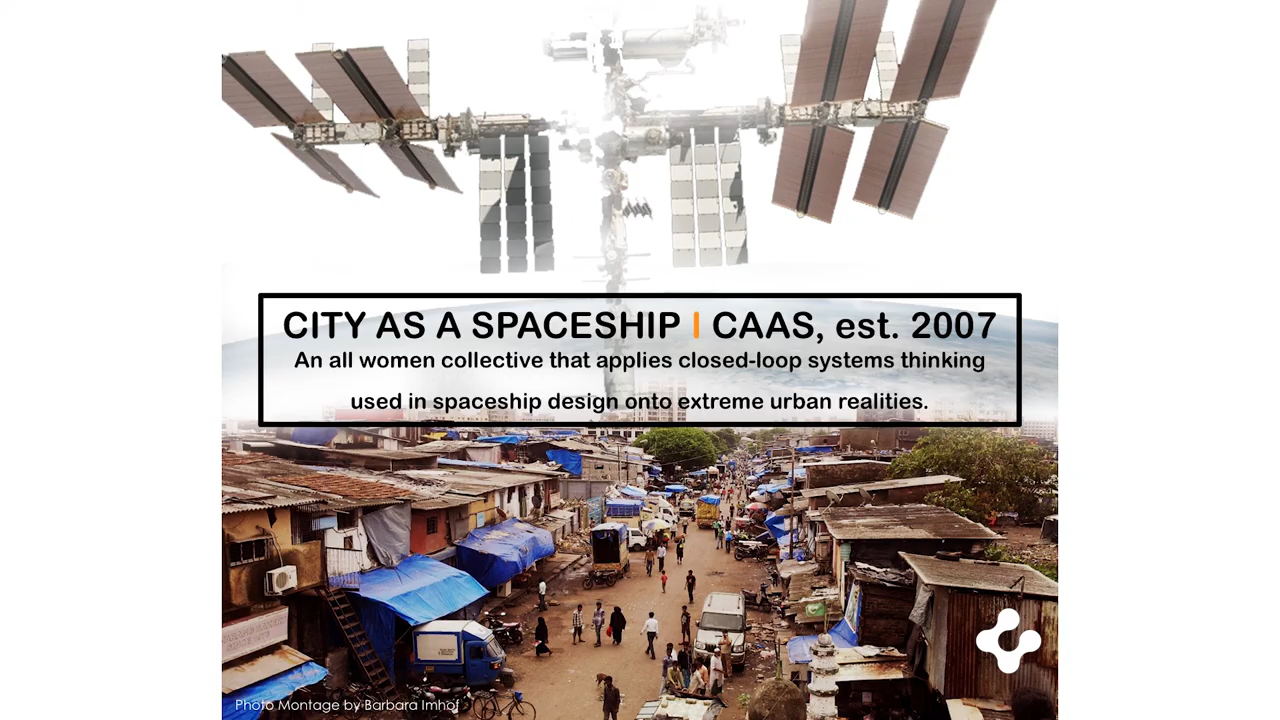 CITY AS A SPACESHIP I CAAS, est. 2007
An all women collective that applies closed-loop systems thinking
used in spaceship design onto extreme urban realities.
Photo Montage by Barbara Imhof